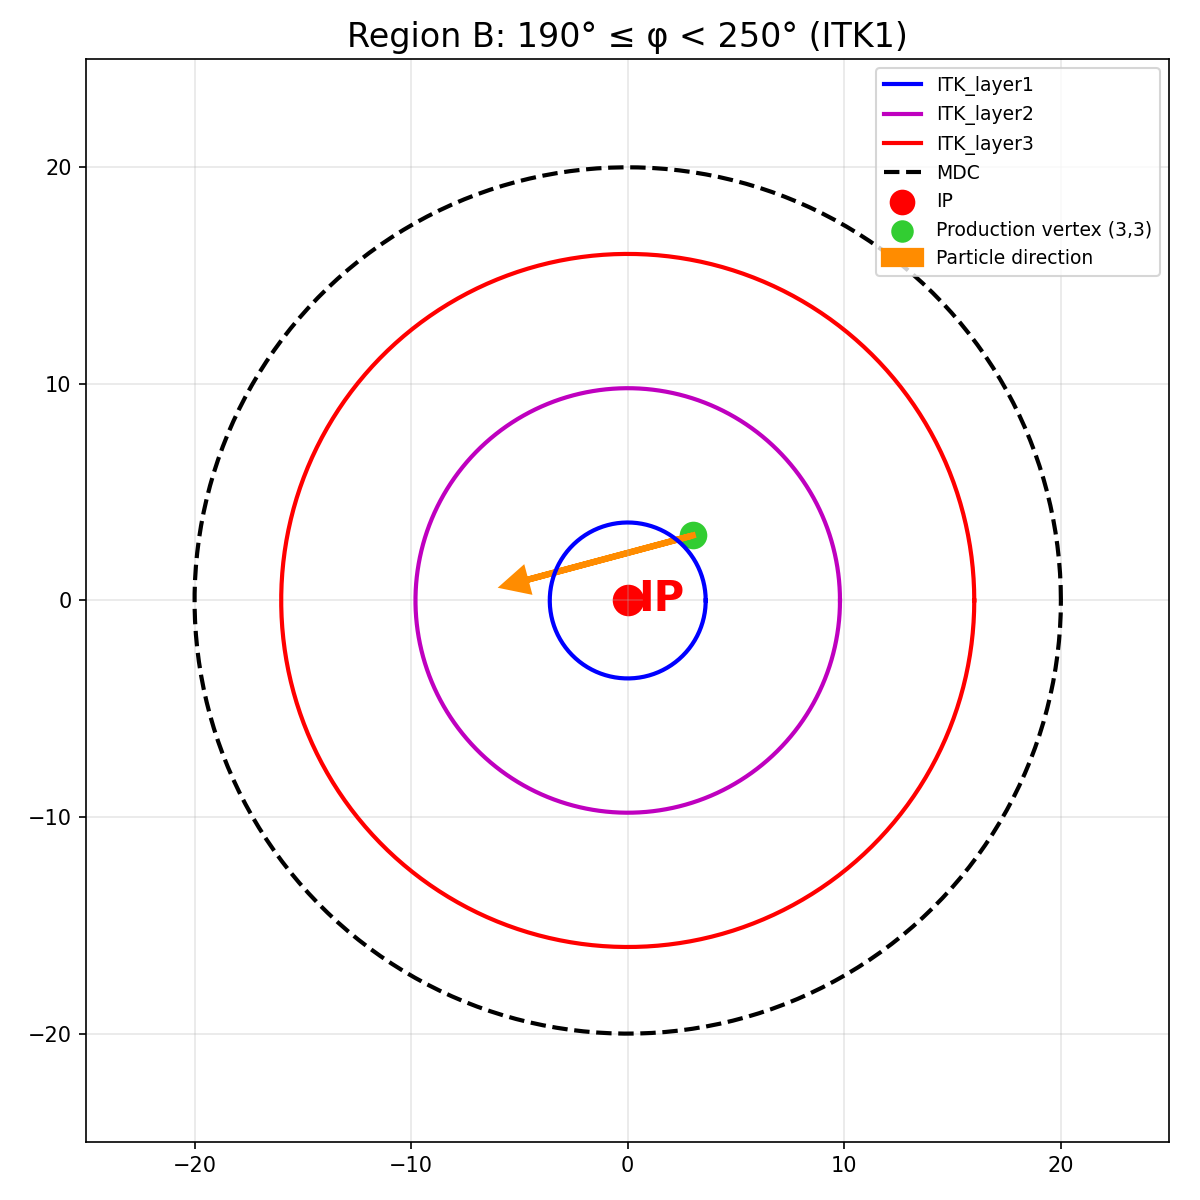 Region B: 190° ≤ φ < 250° (ITK1)
ITK_layer1
ITK_layer2
ITK_layer3
MDC
IP
Production vertex (3,3)
Particle direction
20
10
0
−10
−20
IP
−20
−10
0
10
20